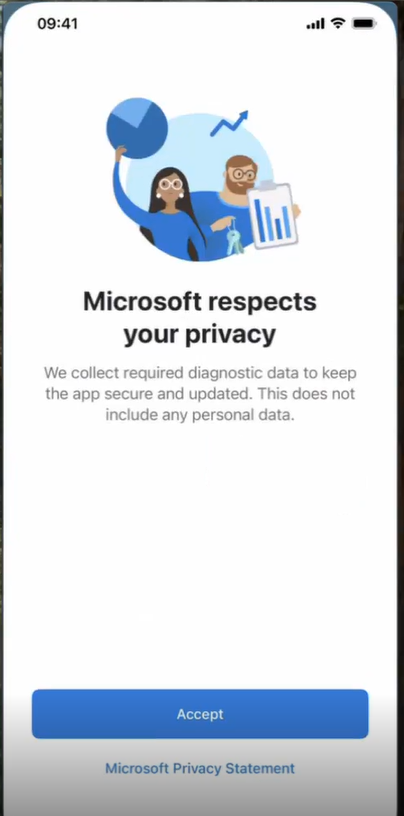 09:41
Microsoft respects
your privacy
We collect required diagnostic data to keep
the app secure and updated. This does not
include any personal data.
Accept
Microsoft Privacy Statement